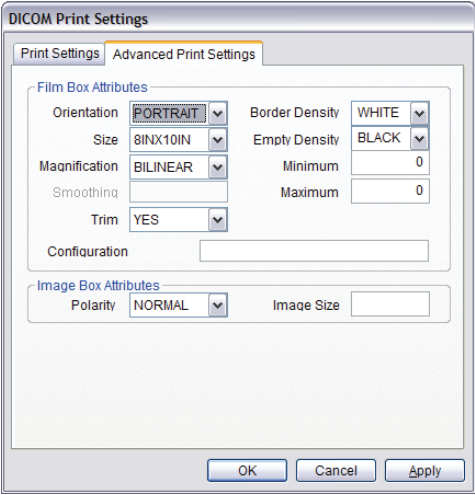 DICOM Print Settings
Print Settings Advanced Print Settings
Film Box Attributes
Orientation PORTRAIT Border Density WHITE
Size 8INX10IN Empty Density BLACK
Magnification BILINEAR Minimum 0
Smoothing Maximum 0
Trim YES
Configuration
Image Box Attributes
Polarity NORMAL Image Size
OK Cancel Apply